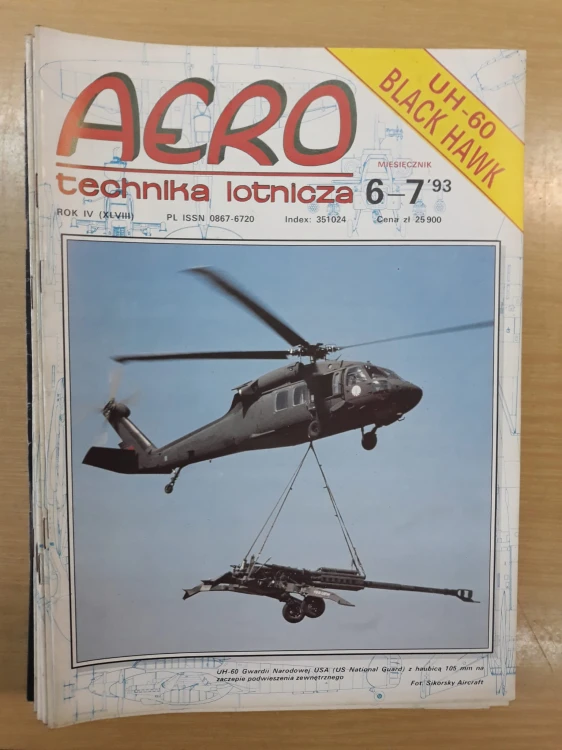 UH-60
BLACK HAWK
AERO
technika lotnicza
MIESIĘCZNIK
6-7'93
ROK IV (XLVIII) PL ISSN 0867-6720 Index: 351024 Cena zł 25900
UH-60 Gwardii Narodowej USA (US National Guard) z haubicą 105 mm na
zaczepie podwieszenia zewnętrznego
Fot. Sikorsky Aircraft